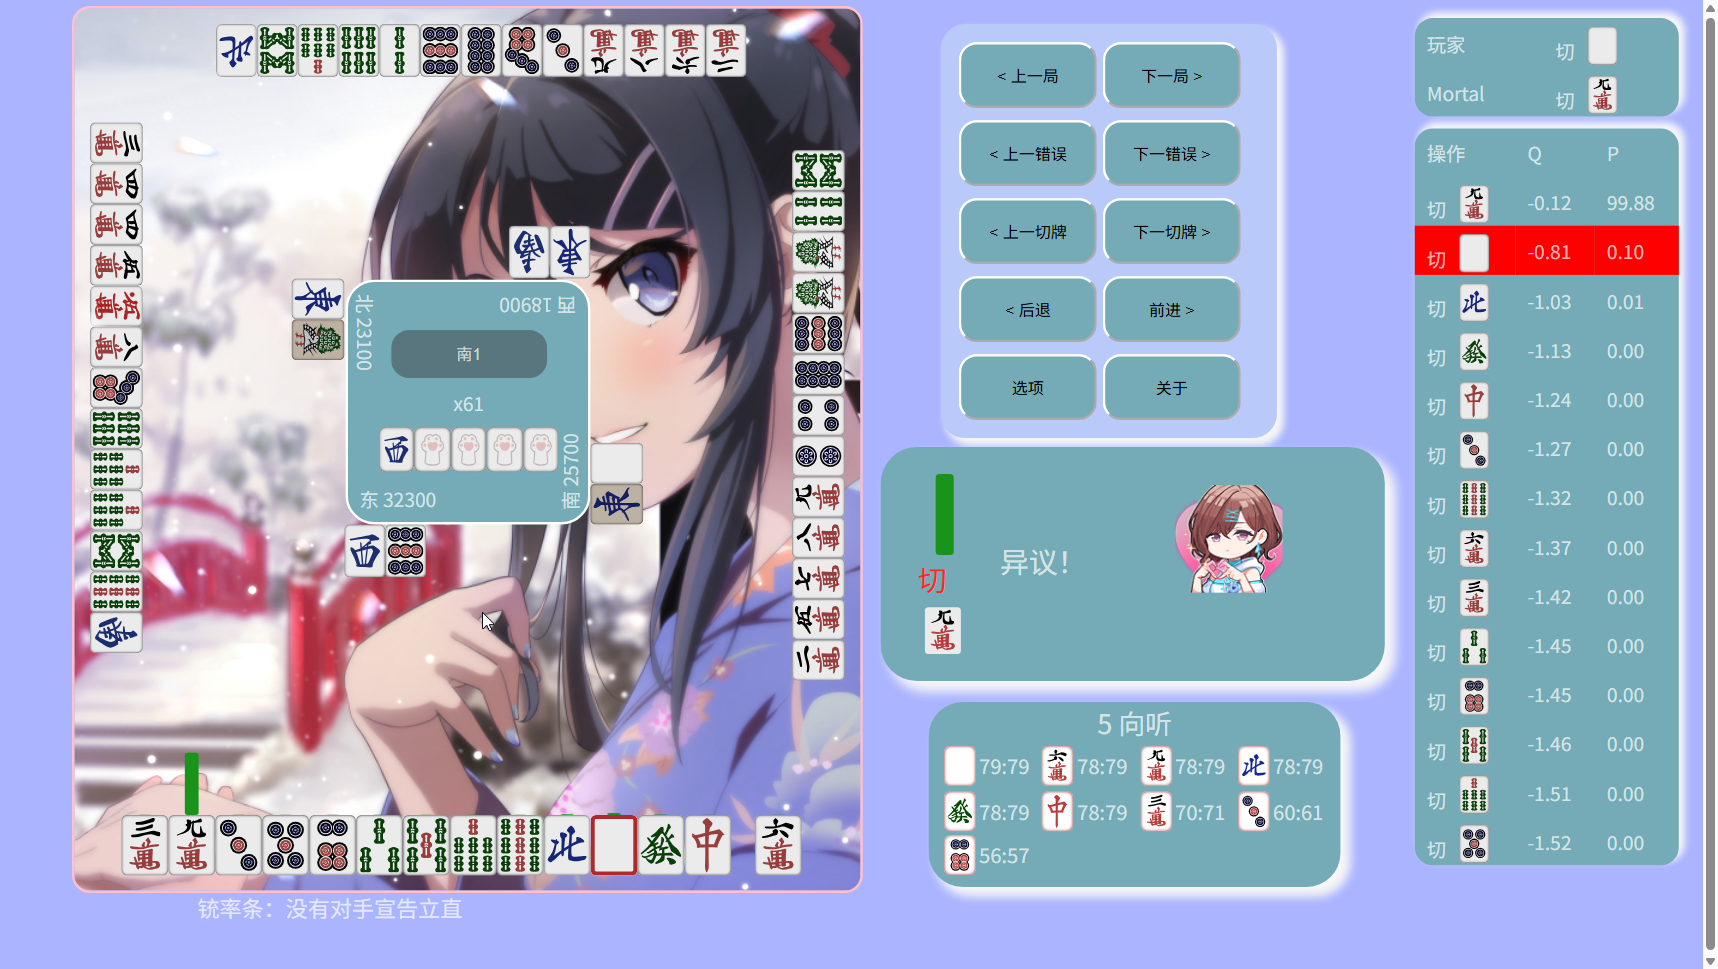 北 23100
西 18900
南1
x61
东 32300
南 25700
铳率条：没有对手宣告立直
< 上一局
下一局 >
< 上一错误
下一错误 >
< 上一切牌
下一切牌 >
< 后退
前进 >
选项
关于
切
异议！
5 向听
79:79 78:79 78:79 78:79
78:79 78:79 70:71 60:61
56:57
玩家 切
Mortal 切
操作 Q P
切 -0.12 99.88
切 -0.81 0.10
切 -1.03 0.01
切 -1.13 0.00
切 -1.24 0.00
切 -1.27 0.00
切 -1.32 0.00
切 -1.37 0.00
切 -1.42 0.00
切 -1.45 0.00
切 -1.45 0.00
切 -1.46 0.00
切 -1.51 0.00
切 -1.52 0.00